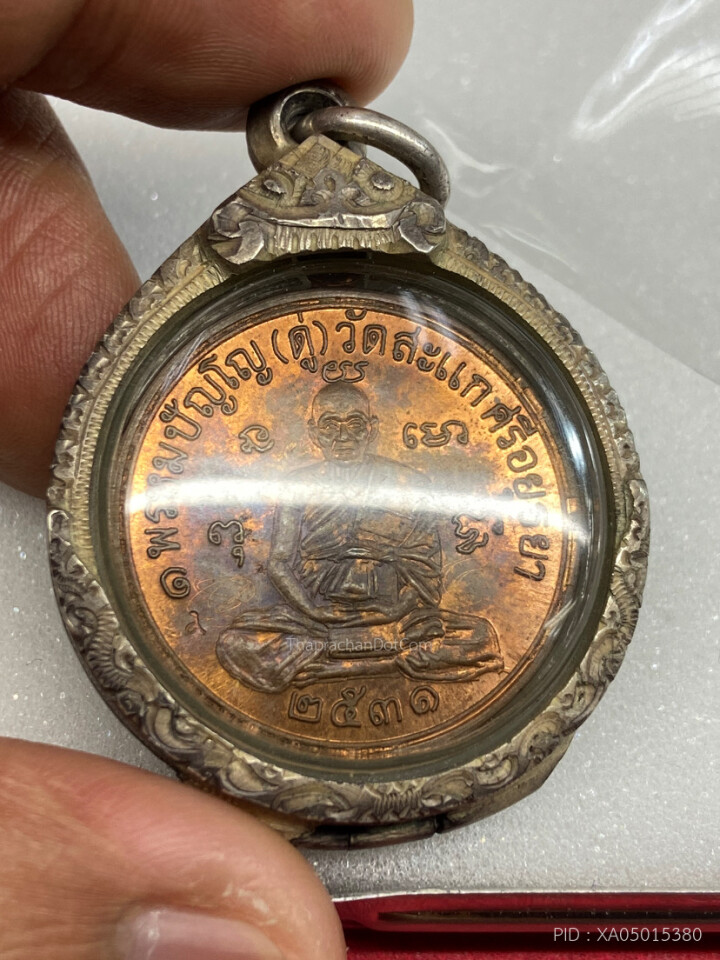 ๑ พรหมปัญโญ (ดู่) วัดสะแก ศรีอยุธยา
๒๕๓๑
ThaprachanDotCom
PID : XA05015380